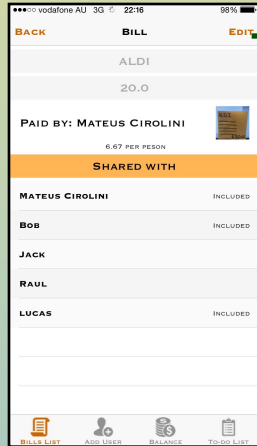 vodafone AU 3G 22:16 98%
BACK BILL EDIT
ALDI
20.0
PAID BY: MATEUS CIROLINI
6.67 PER PESON
SHARED WITH
MATEUS CIROLINI INCLUDED
BOB INCLUDED
JACK
RAUL
LUCAS INCLUDED
BILLS LIST ADD USER BALANCE TO-DO LIST